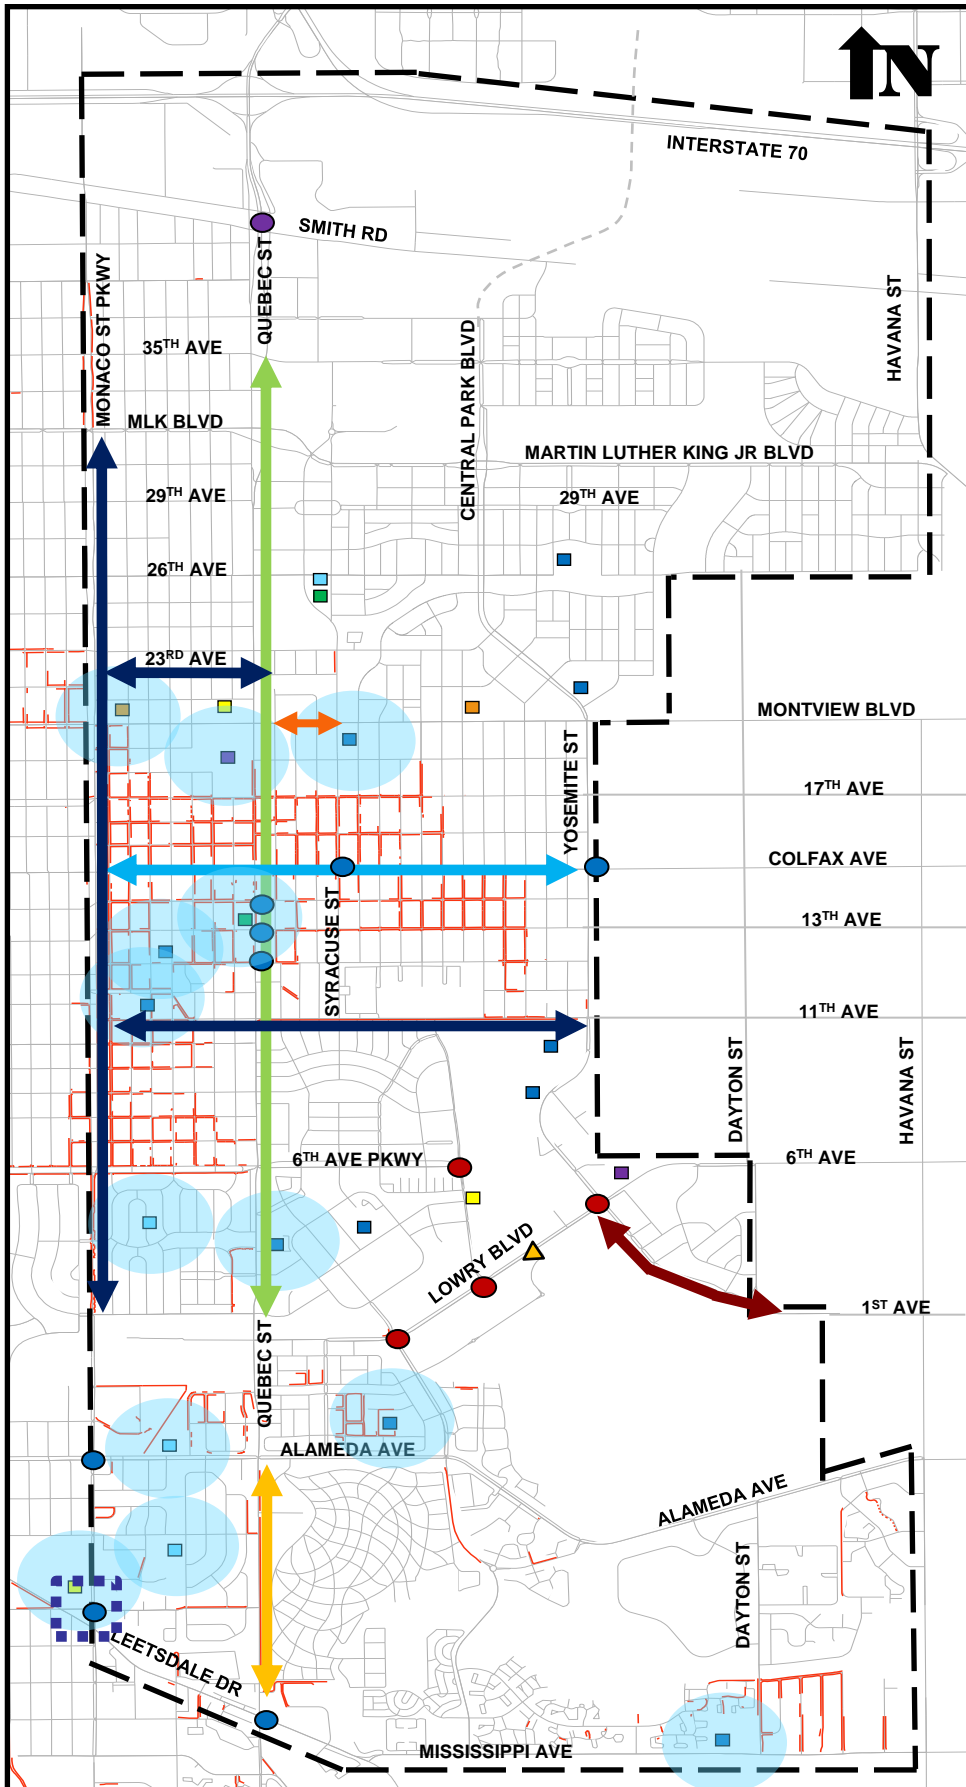 N
INTERSTATE 70
SMITH RD
QUEBEC ST
MONACO ST PKWY
HAVANA ST
35TH AVE
CENTRAL PARK BLVD
MLK BLVD
MARTIN LUTHER KING JR BLVD
29TH AVE
29TH AVE
26TH AVE
23RD AVE
MONTVIEW BLVD
YOSEMITE ST
17TH AVE
COLFAX AVE
SYRACUSE ST
13TH AVE
11TH AVE
DAYTON ST
HAVANA ST
6TH AVE PKWY
6TH AVE
LOWRY BLVD
1ST AVE
QUEBEC ST
ALAMEDA AVE
ALAMEDA AVE
DAYTON ST
LEETSDALE DR
MISSISSIPPI AVE